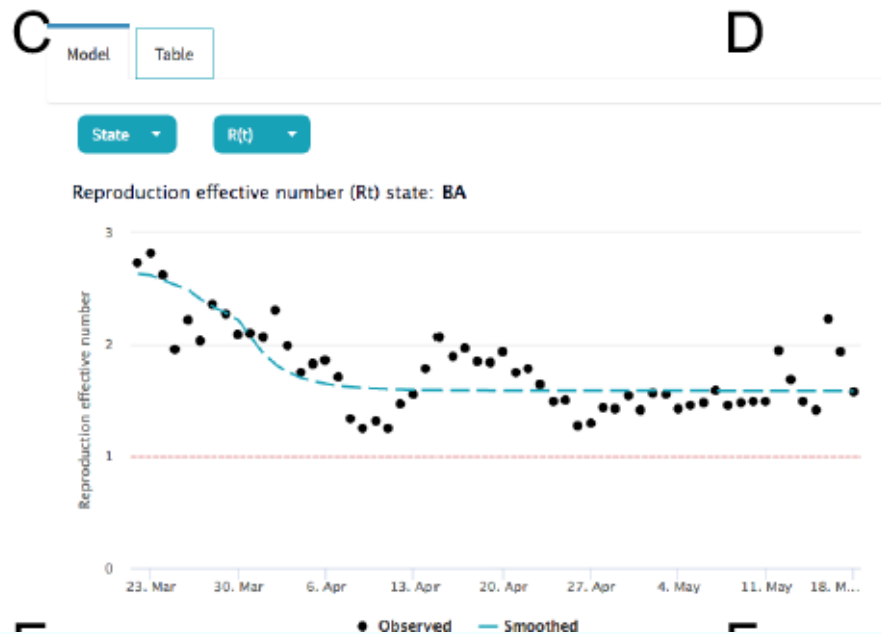 C
D
Model Table
State R(t)
Reproduction effective number (Rt) state: BA
3
2
1
0
Reproduction effective number
23. Mar 30. Mar 6. Apr 13. Apr 20. Apr 27. Apr 4. May 11. May 18. M...
Observed Smoothed